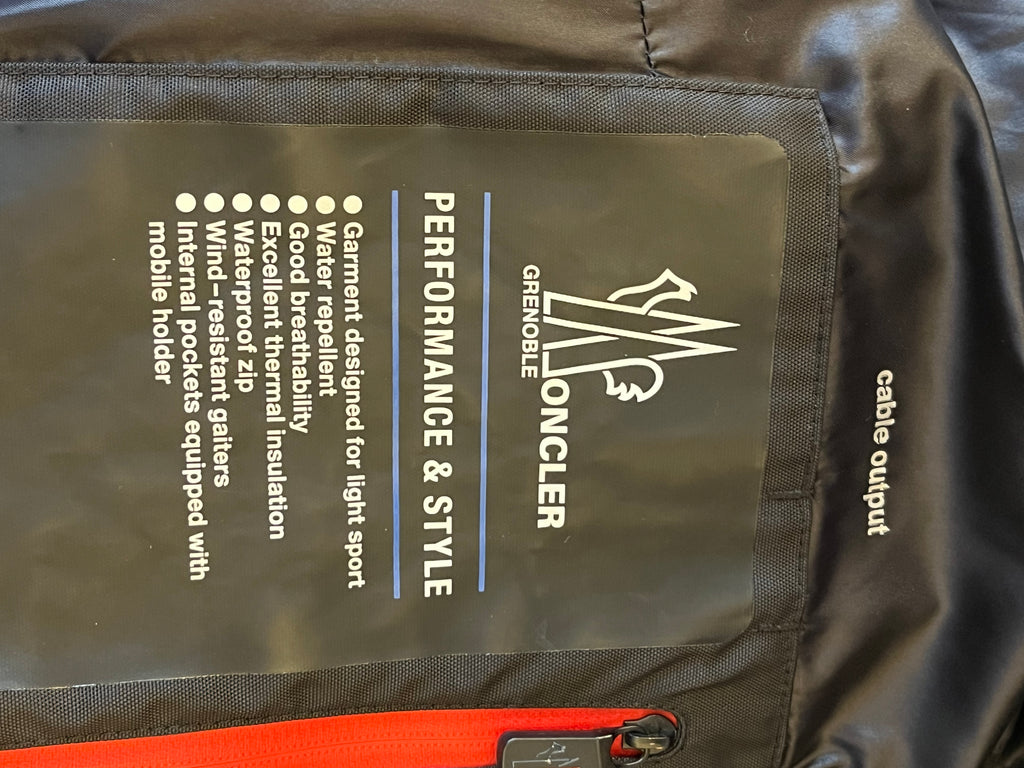 cable output
MONCLER
GRENOBLE
PERFORMANCE & STYLE
● Garment designed for light sport
● Water repellent
● Good breathability
● Excellent thermal insulation
● Waterproof zip
● Wind-resistant gaiters
● Internal pockets equipped with
mobile holder